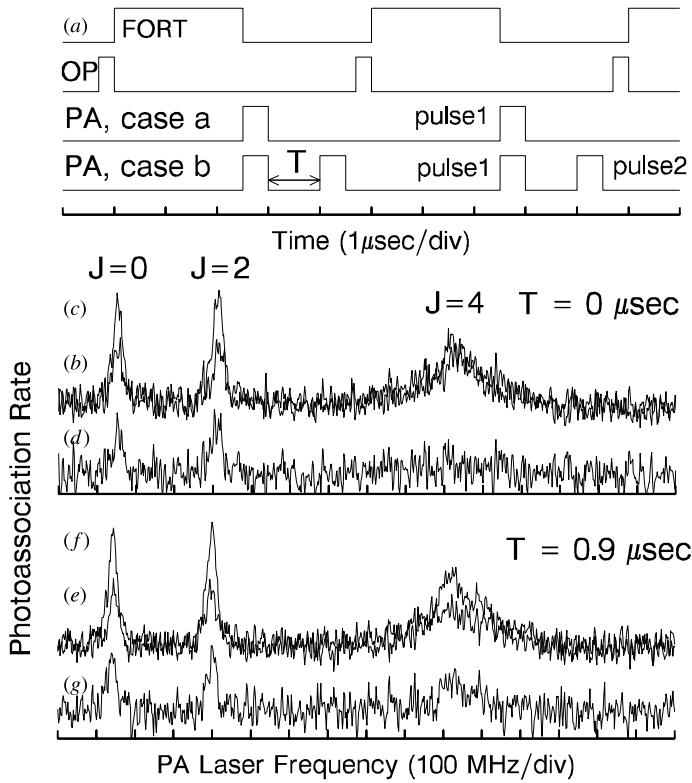 (a) FORT
OP
PA, case a pulse1
PA, case b T pulse1 pulse2
Time (1μsec/div)
J=0 J=2
(c) J=4 T = 0 μsec
(b)
(d)
Photoassociation Rate
(f) T = 0.9 μsec
(e)
(g)
PA Laser Frequency (100 MHz/div)